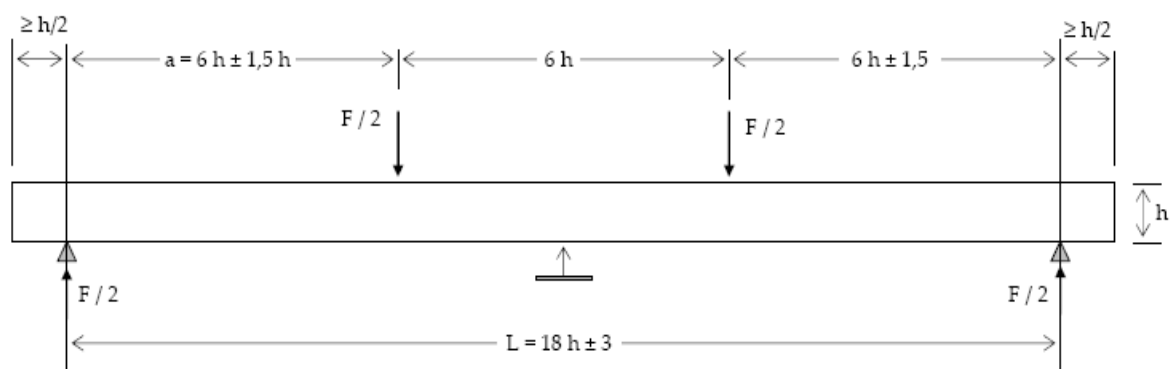 ≥ h/2
≥ h/2
a = 6 h ± 1,5 h
6 h
6 h ± 1,5
F / 2
F / 2
h
F / 2
F / 2
L = 18 h ± 3